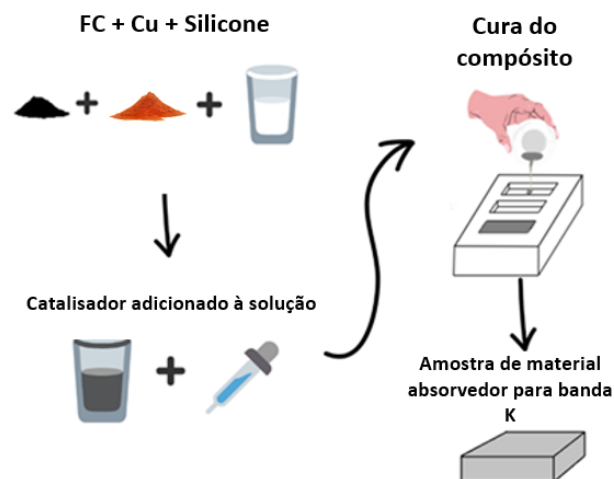 FC + Cu + Silicone
Catalisador adicionado à solução
Cura do
compósito
Amostra de material
absorvedor para banda
K